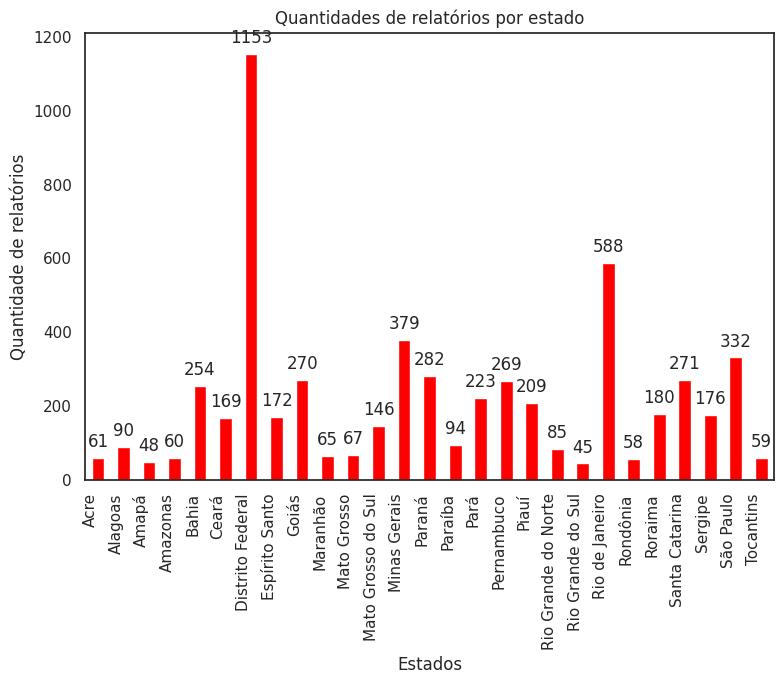 Quantidades de relatórios por estado
Quantidade de relatórios
1200
1000
800
600
400
200
0
61
90
48
60
254
169
1153
172
270
65
67
146
379
282
94
223
269
209
85
45
588
58
180
271
176
332
59
Acre
Alagoas
Amapá
Amazonas
Bahia
Ceará
Distrito Federal
Espírito Santo
Goiás
Maranhão
Mato Grosso
Mato Grosso do Sul
Minas Gerais
Paraná
Paraíba
Pará
Pernambuco
Piauí
Rio Grande do Norte
Rio Grande do Sul
Rio de Janeiro
Rondônia
Roraima
Santa Catarina
Sergipe
São Paulo
Tocantins
Estados